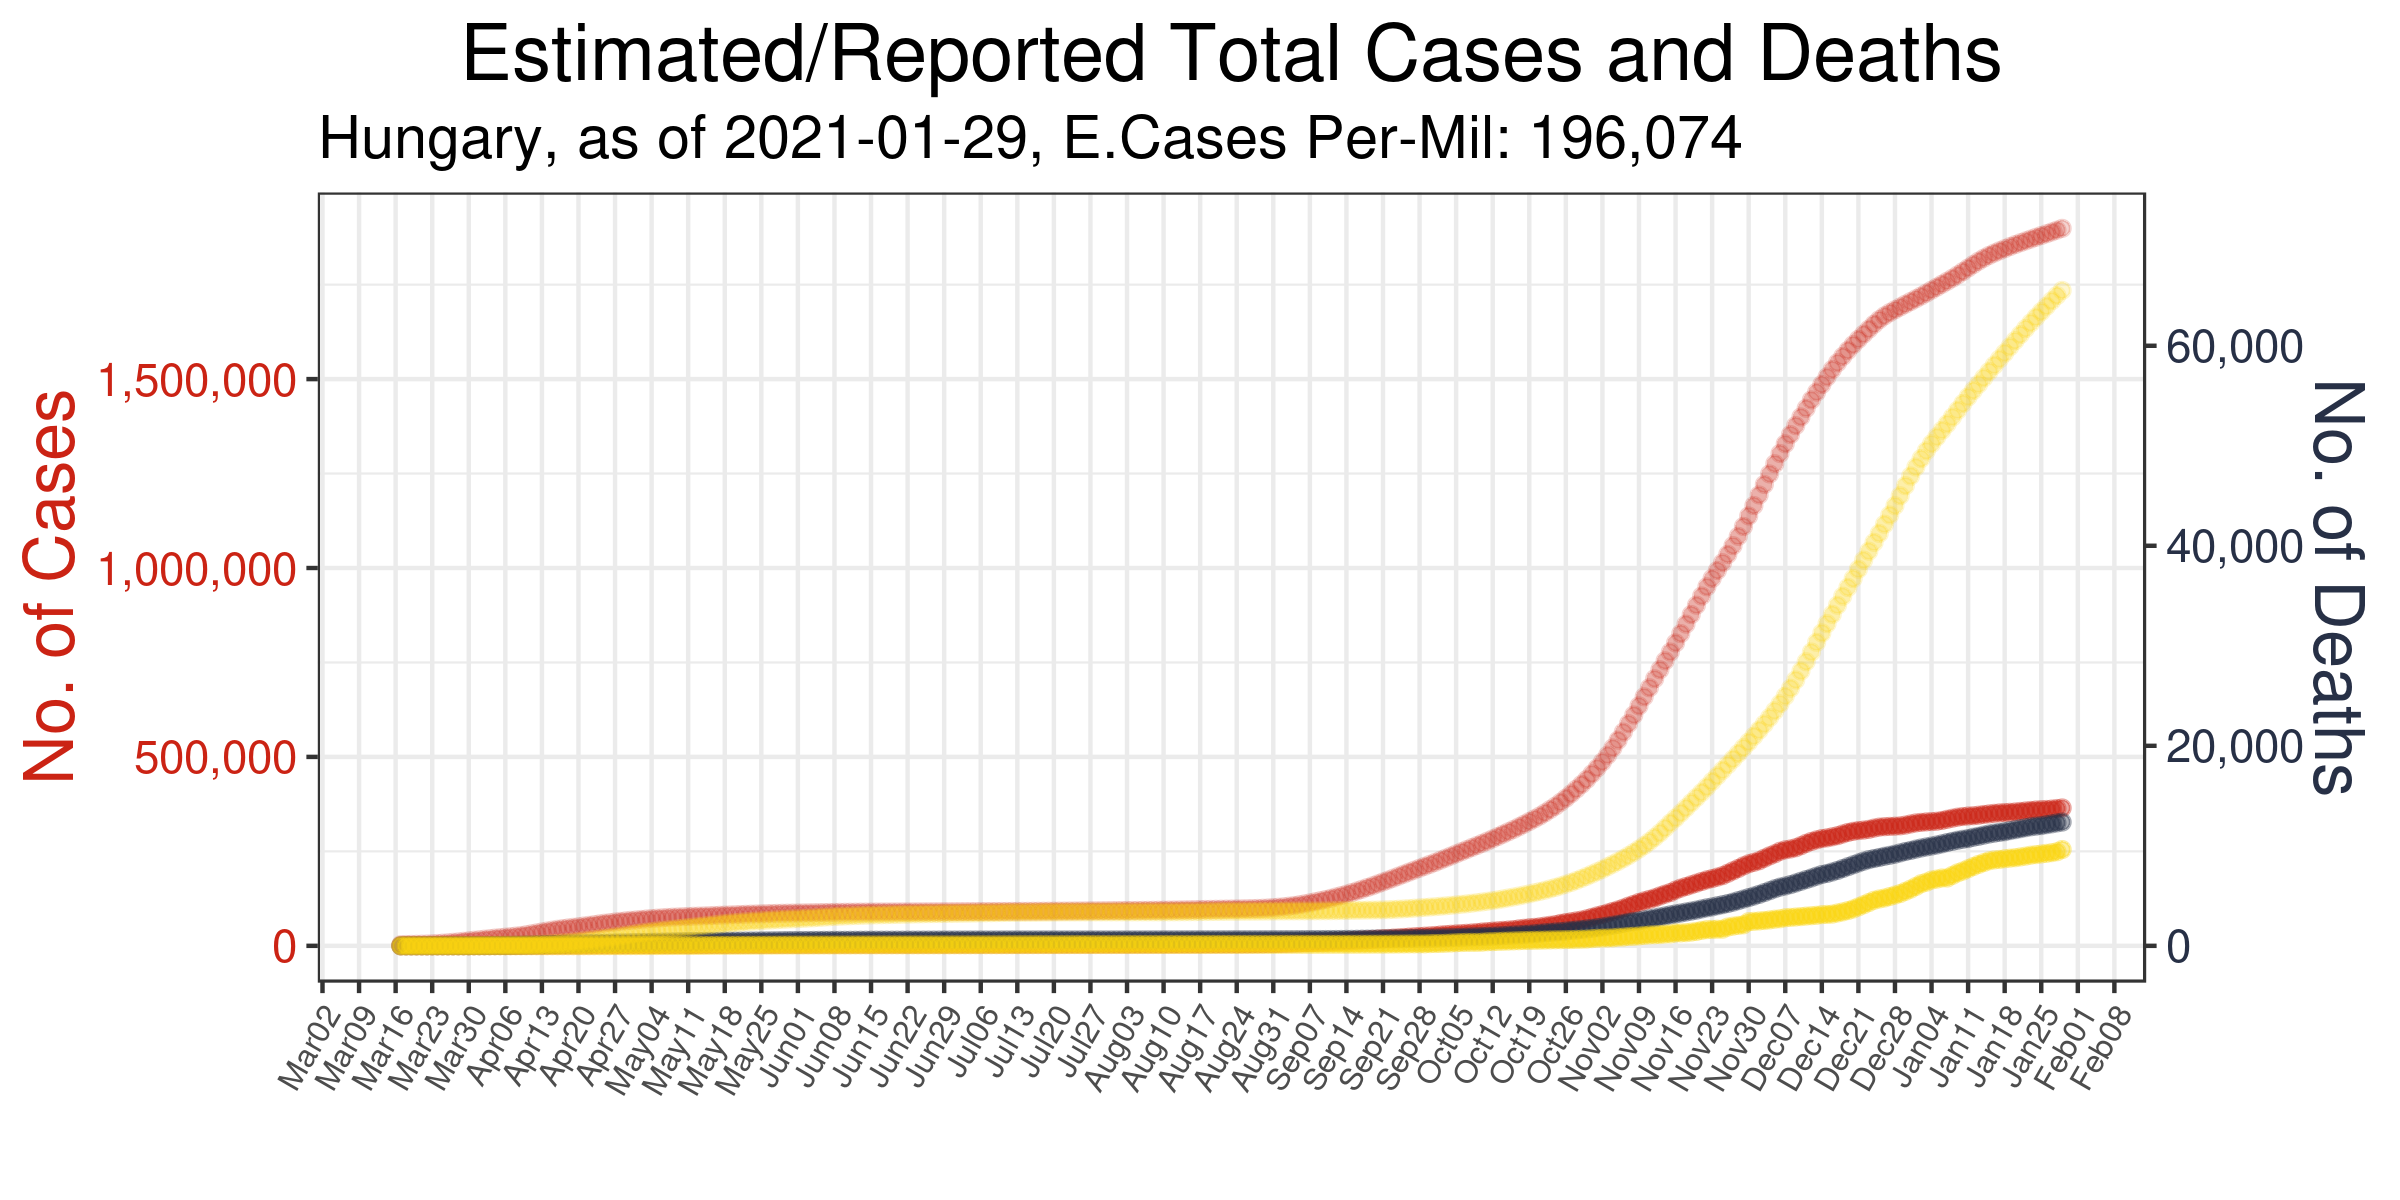 Estimated/Reported Total Cases and Deaths
Hungary, as of 2021-01-29, E.Cases Per-Mil: 196,074
No. of Cases
1,500,000
1,000,000
500,000
0
60,000
40,000
20,000
0
No. of Deaths
Mar02
Mar09
Mar16
Mar23
Mar30
Apr06
Apr13
Apr20
Apr27
May04
May11
May18
May25
Jun01
Jun08
Jun15
Jun22
Jun29
Jul06
Jul13
Jul20
Jul27
Aug03
Aug10
Aug17
Aug24
Aug31
Sep07
Sep14
Sep21
Sep28
Oct05
Oct12
Oct19
Oct26
Nov02
Nov09
Nov16
Nov23
Nov30
Dec07
Dec14
Dec21
Dec28
Jan04
Jan11
Jan18
Jan25
Feb01
Feb08